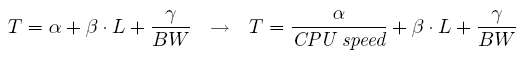 T = α + β · L + γ/BW → T = α/CPU speed + β · L + γ/BW